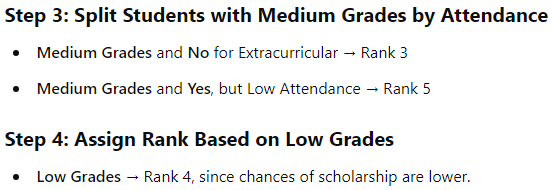 Step 3: Split Students with Medium Grades by Attendance
• Medium Grades and No for Extracurricular → Rank 3
• Medium Grades and Yes, but Low Attendance → Rank 5
Step 4: Assign Rank Based on Low Grades
• Low Grades → Rank 4, since chances of scholarship are lower.